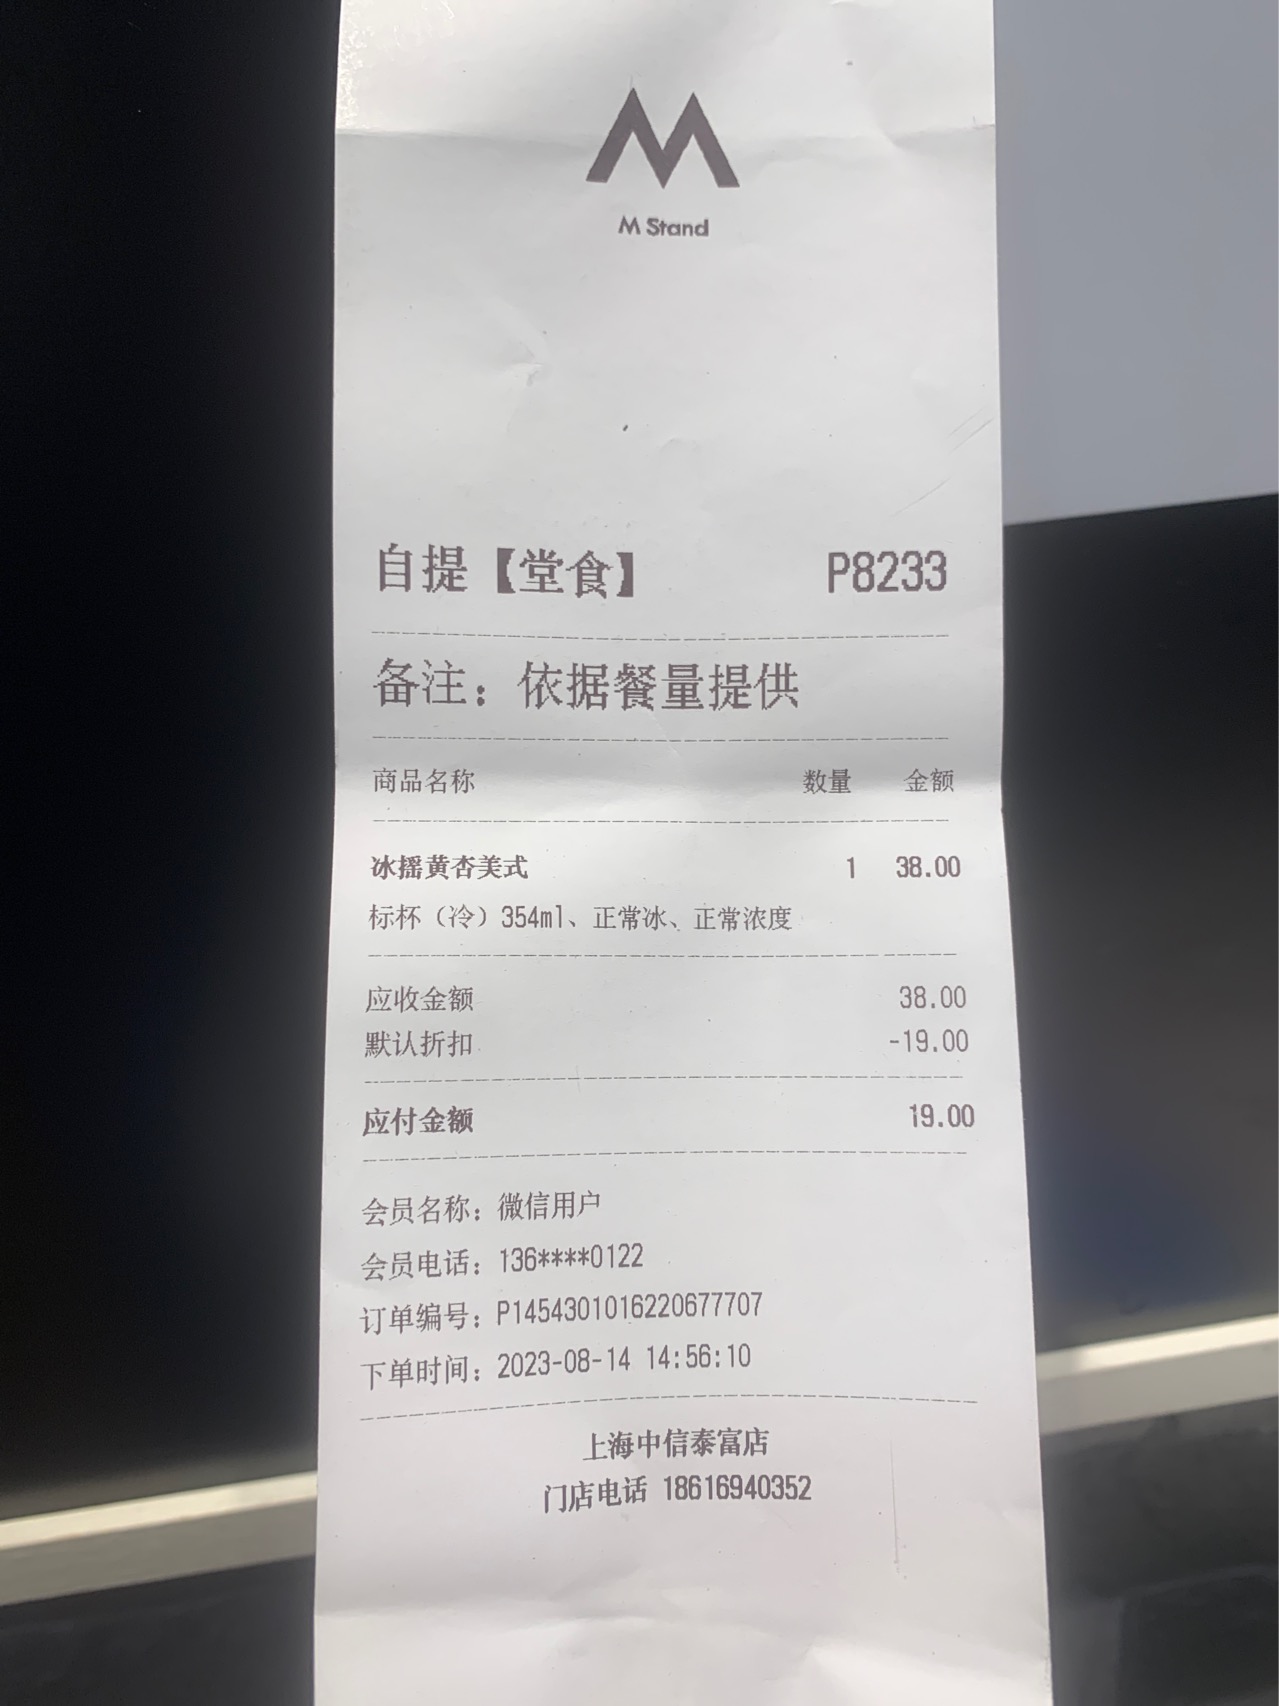 M Stand
自提【堂食】 P8233
备注：依据餐量提供
商品名称 数量 金额
冰摇黄杏美式 1 38.00
标杯（冷）354ml、正常冰、正常浓度
应收金额 38.00
默认折扣 -19.00
应付金额 19.00
会员名称：微信用户
会员电话：136****0122
订单编号：P1454301016220677707
下单时间：2023-08-14 14:56:10
上海中信泰富店
门店电话 18616940352